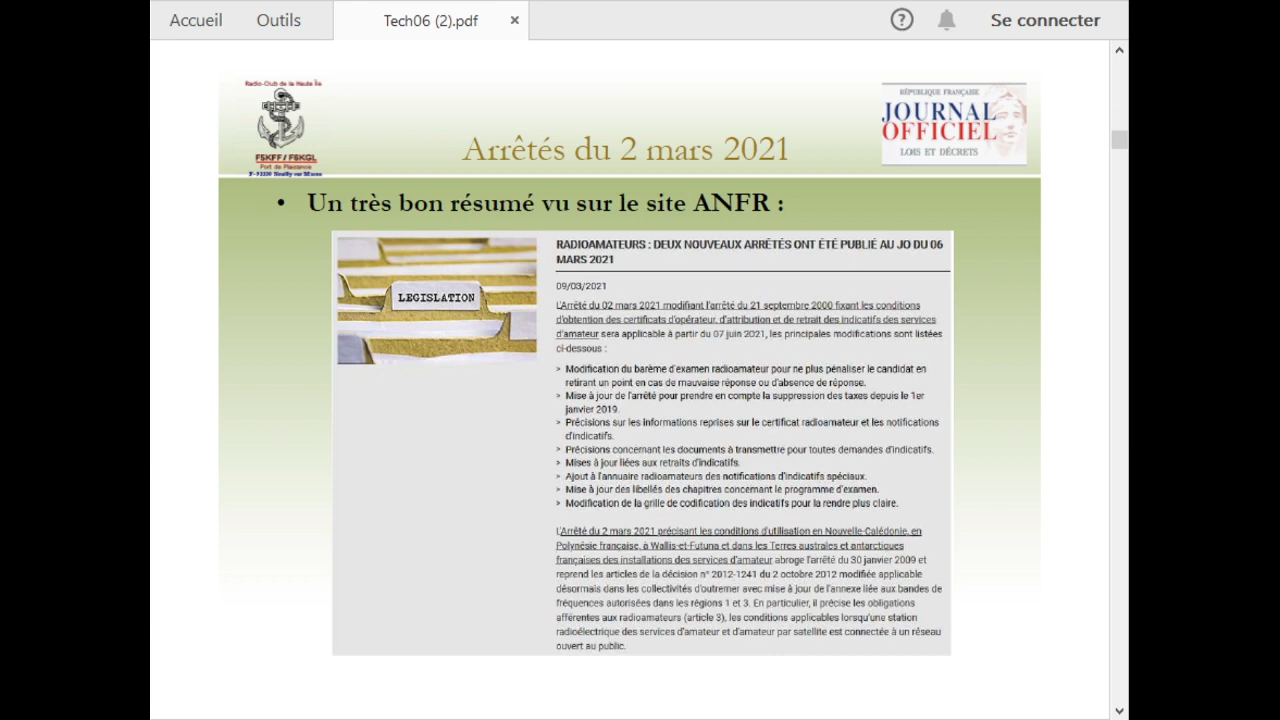 Accueil
Outils
Tech06 (2).pdf
×
?
Se connecter
Radio-Club de la Haute Île
F5KFF / F6KGL
Port de Plaisance
F-93330 Neuilly sur Marne
Arrêtés du 2 mars 2021
RÉPUBLIQUE FRANÇAISE
JOURNAL
OFFICIEL
LOIS ET DÉCRETS
• Un très bon résumé vu sur le site ANFR :
LEGISLATION
RADIOAMATEURS : DEUX NOUVEAUX ARRÊTÉS ONT ÉTÉ PUBLIÉ AU JO DU 06
MARS 2021
09/03/2021
L'Arrêté du 02 mars 2021 modifiant l'arrêté du 21 septembre 2000 fixant les conditions
d'obtention des certificats d'opérateur, d'attribution et de retrait des indicatifs des services
d'amateur sera applicable à partir du 07 juin 2021, les principales modifications sont listées
ci-dessous :
> Modification du barème d'examen radioamateur pour ne plus pénaliser le candidat en
retirant un point en cas de mauvaise réponse ou d'absence de réponse.
> Mise à jour de l'arrêté pour prendre en compte la suppression des taxes depuis le 1er
janvier 2019.
> Précisions sur les informations reprises sur le certificat radioamateur et les notifications
d'indicatifs.
> Précisions concernant les documents à transmettre pour toutes demandes d'indicatifs.
> Mises à jour liées aux retraits d'indicatifs.
> Ajout à l'annuaire radioamateurs des notifications d'indicatifs spéciaux.
> Mise à jour des libellés des chapitres concernant le programme d'examen.
> Modification de la grille de codification des indicatifs pour la rendre plus claire.
L'Arrêté du 2 mars 2021 précisant les conditions d'utilisation en Nouvelle-Calédonie, en
Polynésie française, à Wallis-et-Futuna et dans les Terres australes et antarctiques
françaises des installations des services d'amateur abroge l'arrêté du 30 janvier 2009 et
reprend les articles de la décision n° 2012-1241 du 2 octobre 2012 modifiée applicable
désormais dans les collectivités d'outremer avec mise à jour de l'annexe liée aux bandes de
fréquences autorisées dans les régions 1 et 3. En particulier, il précise les obligations
afférentes aux radioamateurs (article 3), les conditions applicables lorsqu'une station
radioélectrique des services d'amateur et d'amateur par satellite est connectée à un réseau
ouvert au public.